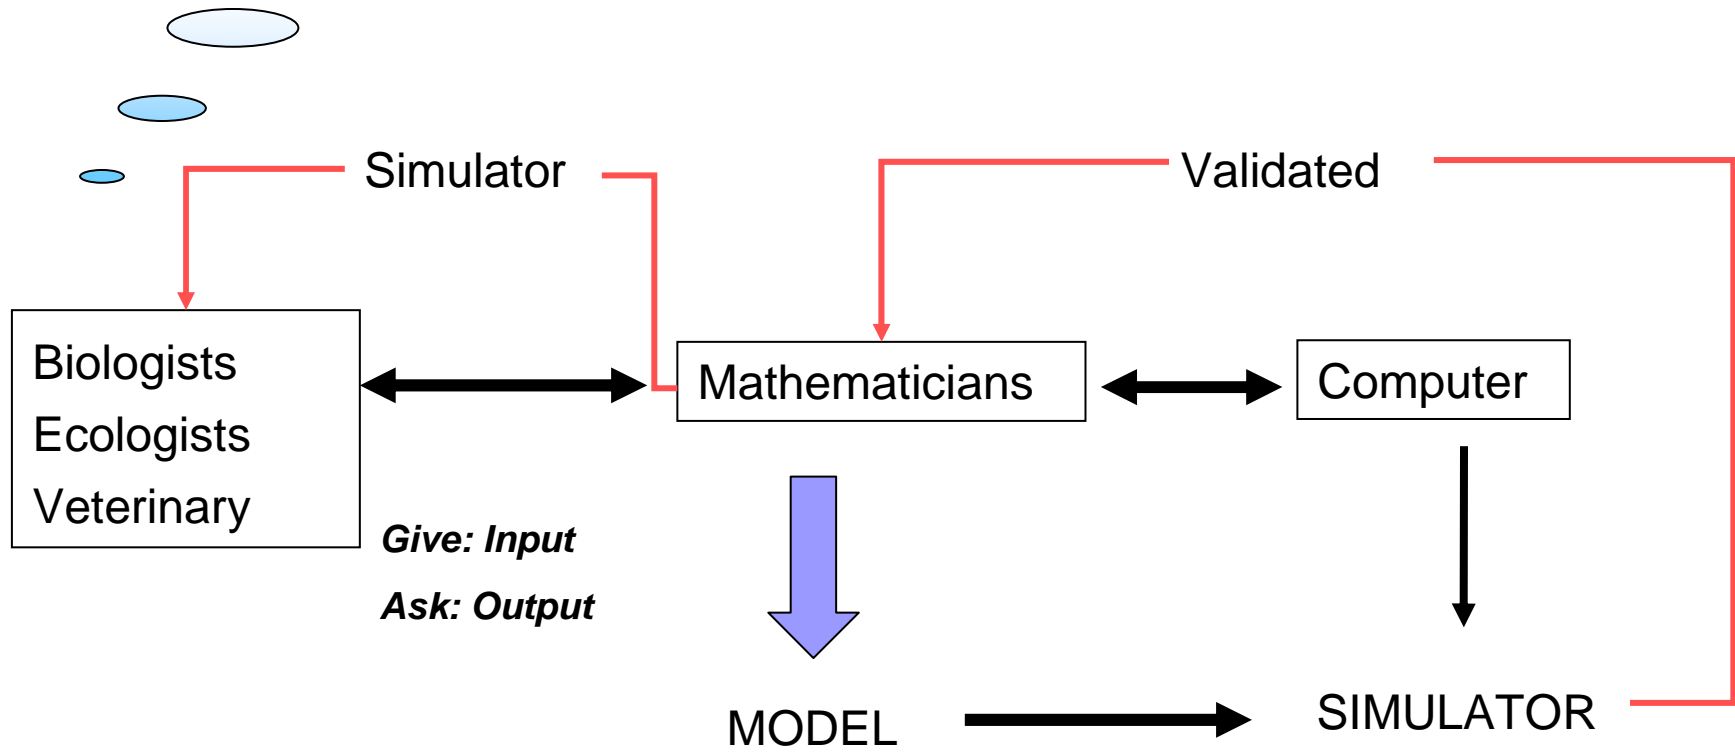 Simulator
Validated
Biologists
Ecologists
Veterinary
Mathematicians
Computer
Give: Input
Ask: Output
MODEL
SIMULATOR